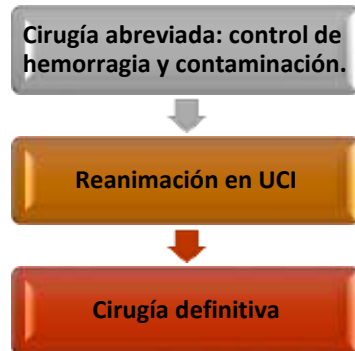 Cirugía abreviada: control de
hemorragia y contaminación.
Reanimación en UCI
Cirugía definitiva